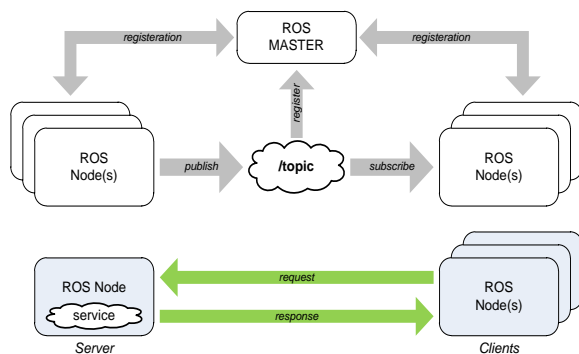 registeration
ROS
MASTER
registeration
register
ROS
Node(s)
publish
/topic
subscribe
ROS
Node(s)
ROS Node
service
Server
request
response
ROS
Node(s)
Clients